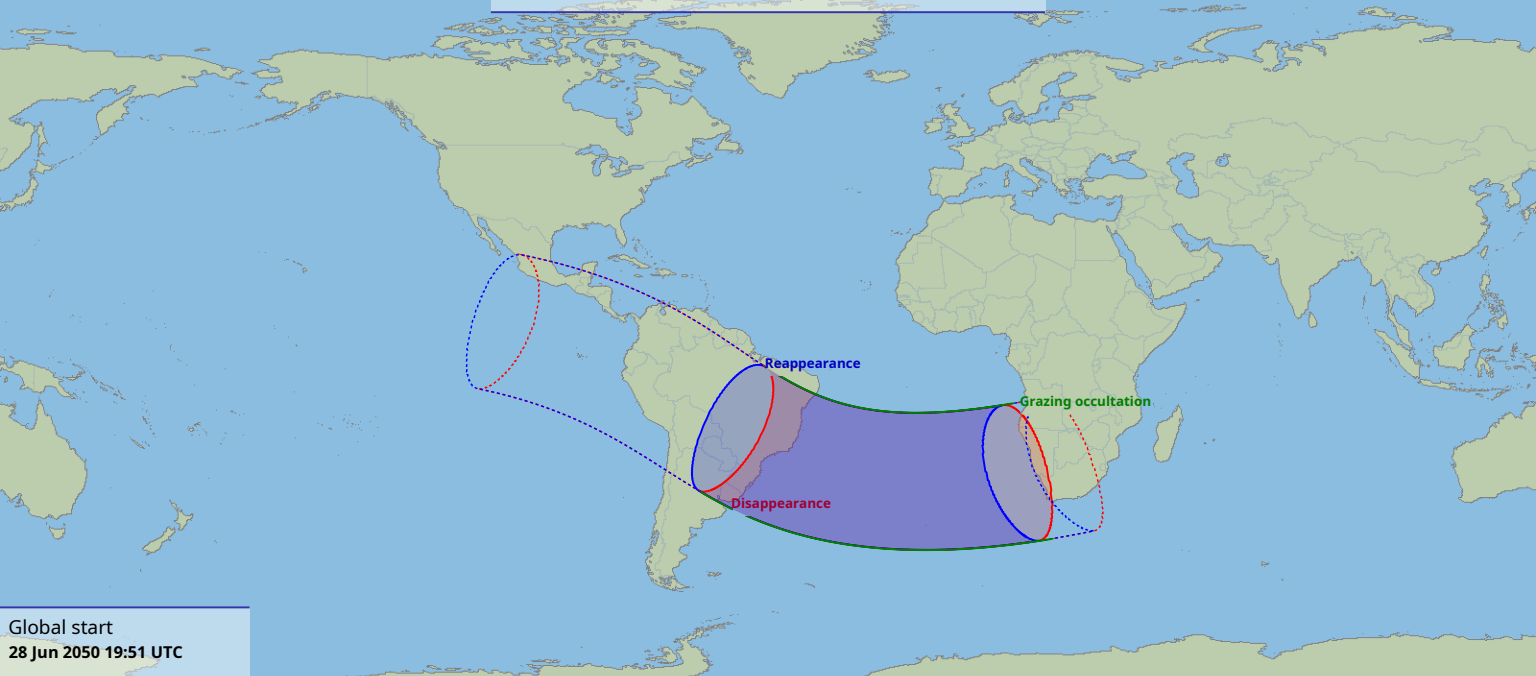 Reappearance
Grazing occultation
Disappearance
Global start
28 Jun 2050 19:51 UTC